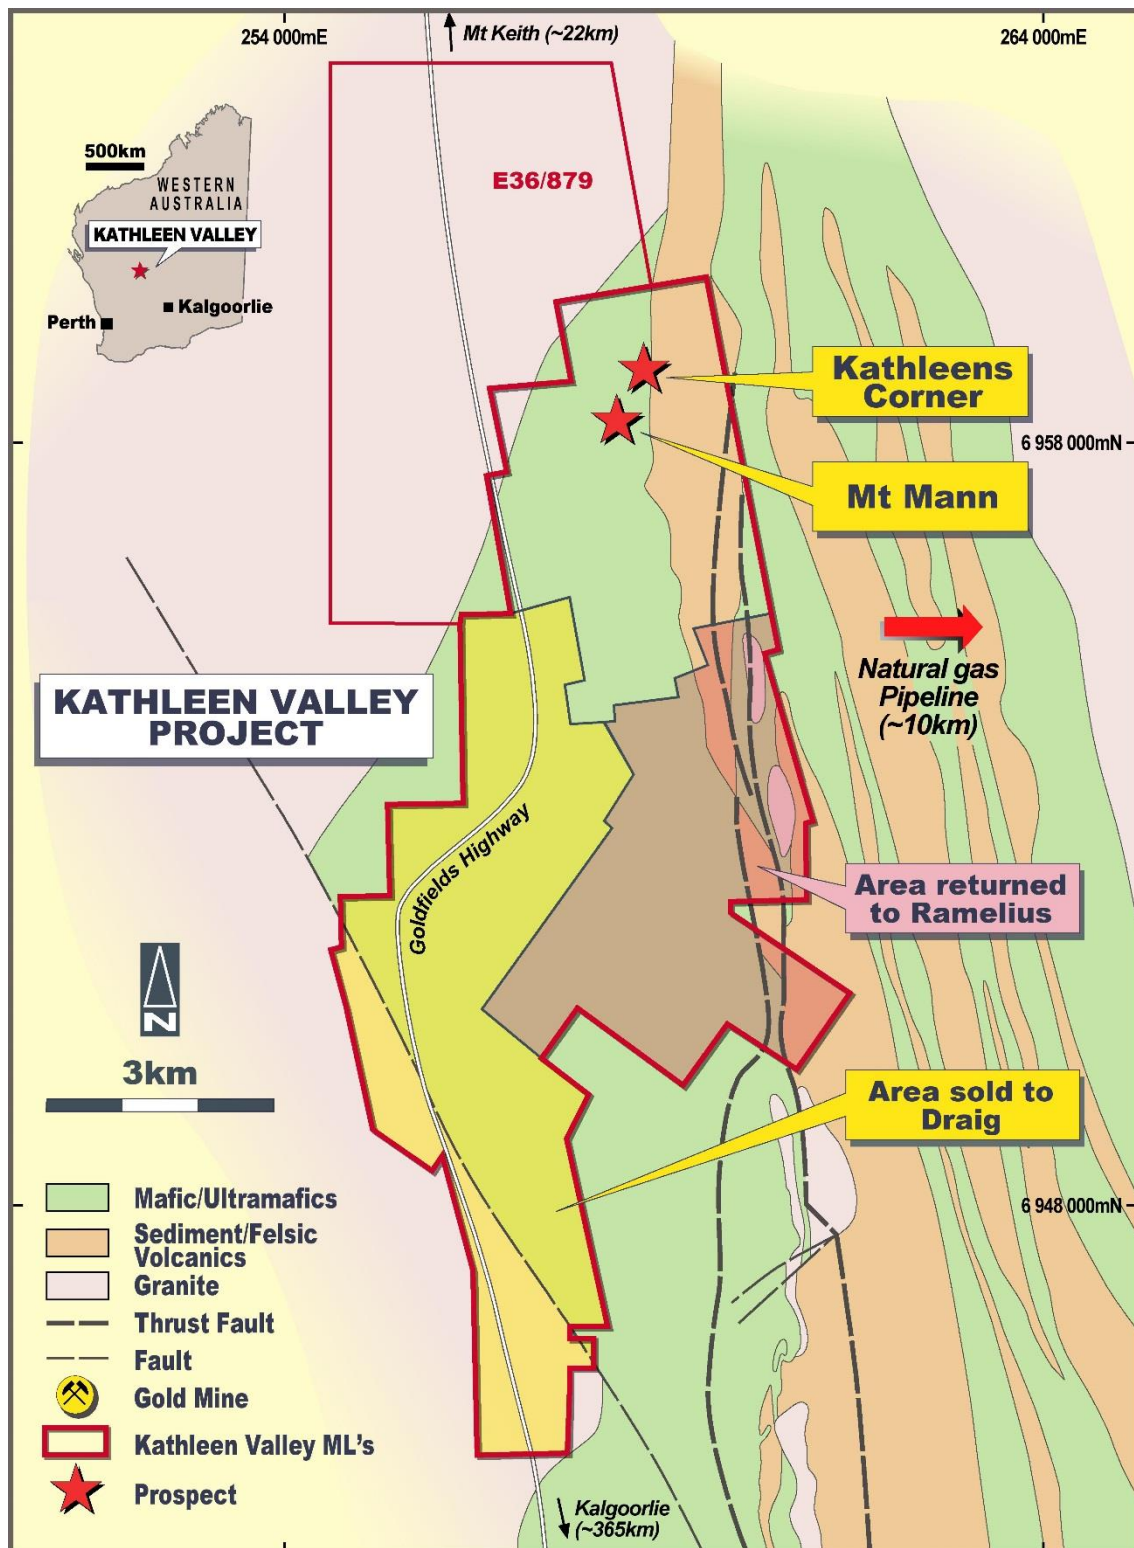 254 000mE
Mt Keith (~22km)
264 000mE
500km
WESTERN
AUSTRALIA
KATHLEEN VALLEY
Kalgoorlie
Perth
E36/879
Kathleens
Corner
6 958 000mN
Mt Mann
Natural gas
Pipeline
(~10km)
KATHLEEN VALLEY
PROJECT
Goldfields Highway
Area returned
to Ramelius
N
3km
Area sold to
Draig
6 948 000mN
Mafic/Ultramafics
Sediment/Felsic
Volcanics
Granite
Thrust Fault
Fault
Gold Mine
Kathleen Valley ML's
Prospect
Kalgoorlie
(~365km)